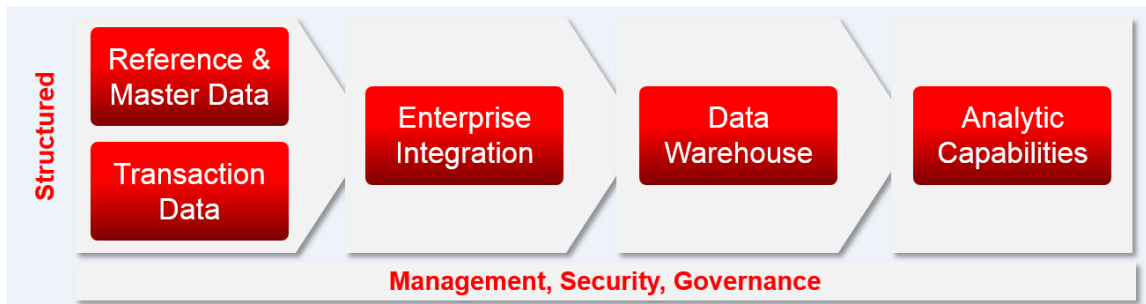 Structured
Reference &
Master Data
Transaction
Data
Enterprise
Integration
Data
Warehouse
Analytic
Capabilities
Management, Security, Governance